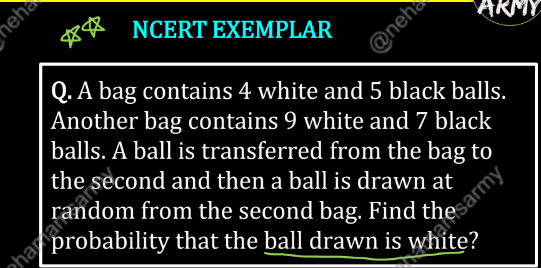 ARMY
NCERT EXEMPLAR
Q. A bag contains 4 white and 5 black balls.
Another bag contains 9 white and 7 black
balls. A ball is transferred from the bag to
the second and then a ball is drawn at
random from the second bag. Find the
probability that the ball drawn is white?